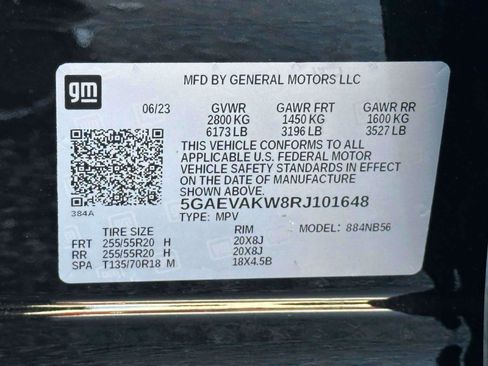 gm
MFD BY GENERAL MOTORS LLC
06/23 GVWR GAWR FRT GAWR RR
2800 KG 1450 KG 1600 KG
6173 LB 3196 LB 3527 LB
THIS VEHICLE CONFORMS TO ALL
APPLICABLE U.S. FEDERAL MOTOR
VEHICLE SAFETY STANDARDS IN EFFECT
ON THE DATE OF MANUFACTURE
SHOWN ABOVE.
384A
5GAEVAKW8RJ101648
TYPE: MPV
TIRE SIZE RIM MODEL: 884NB56
FRT 255/55R20 H 20X8J
RR 255/55R20 H 20X8J
SPA T135/70R18 M 18X4.5B